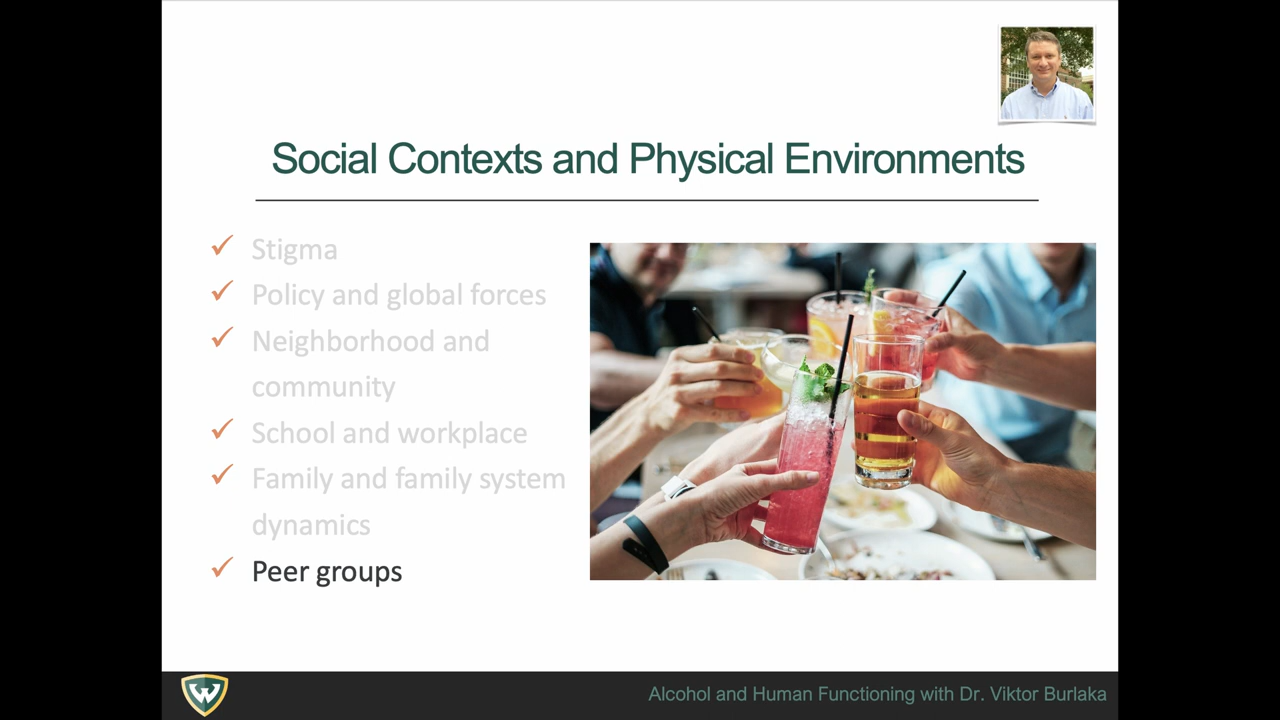 Social Contexts and Physical Environments
✓ Stigma
✓ Policy and global forces
✓ Neighborhood and
community
✓ School and workplace
✓ Family and family system
dynamics
✓ Peer groups
W
Alcohol and Human Functioning with Dr. Viktor Burlaka